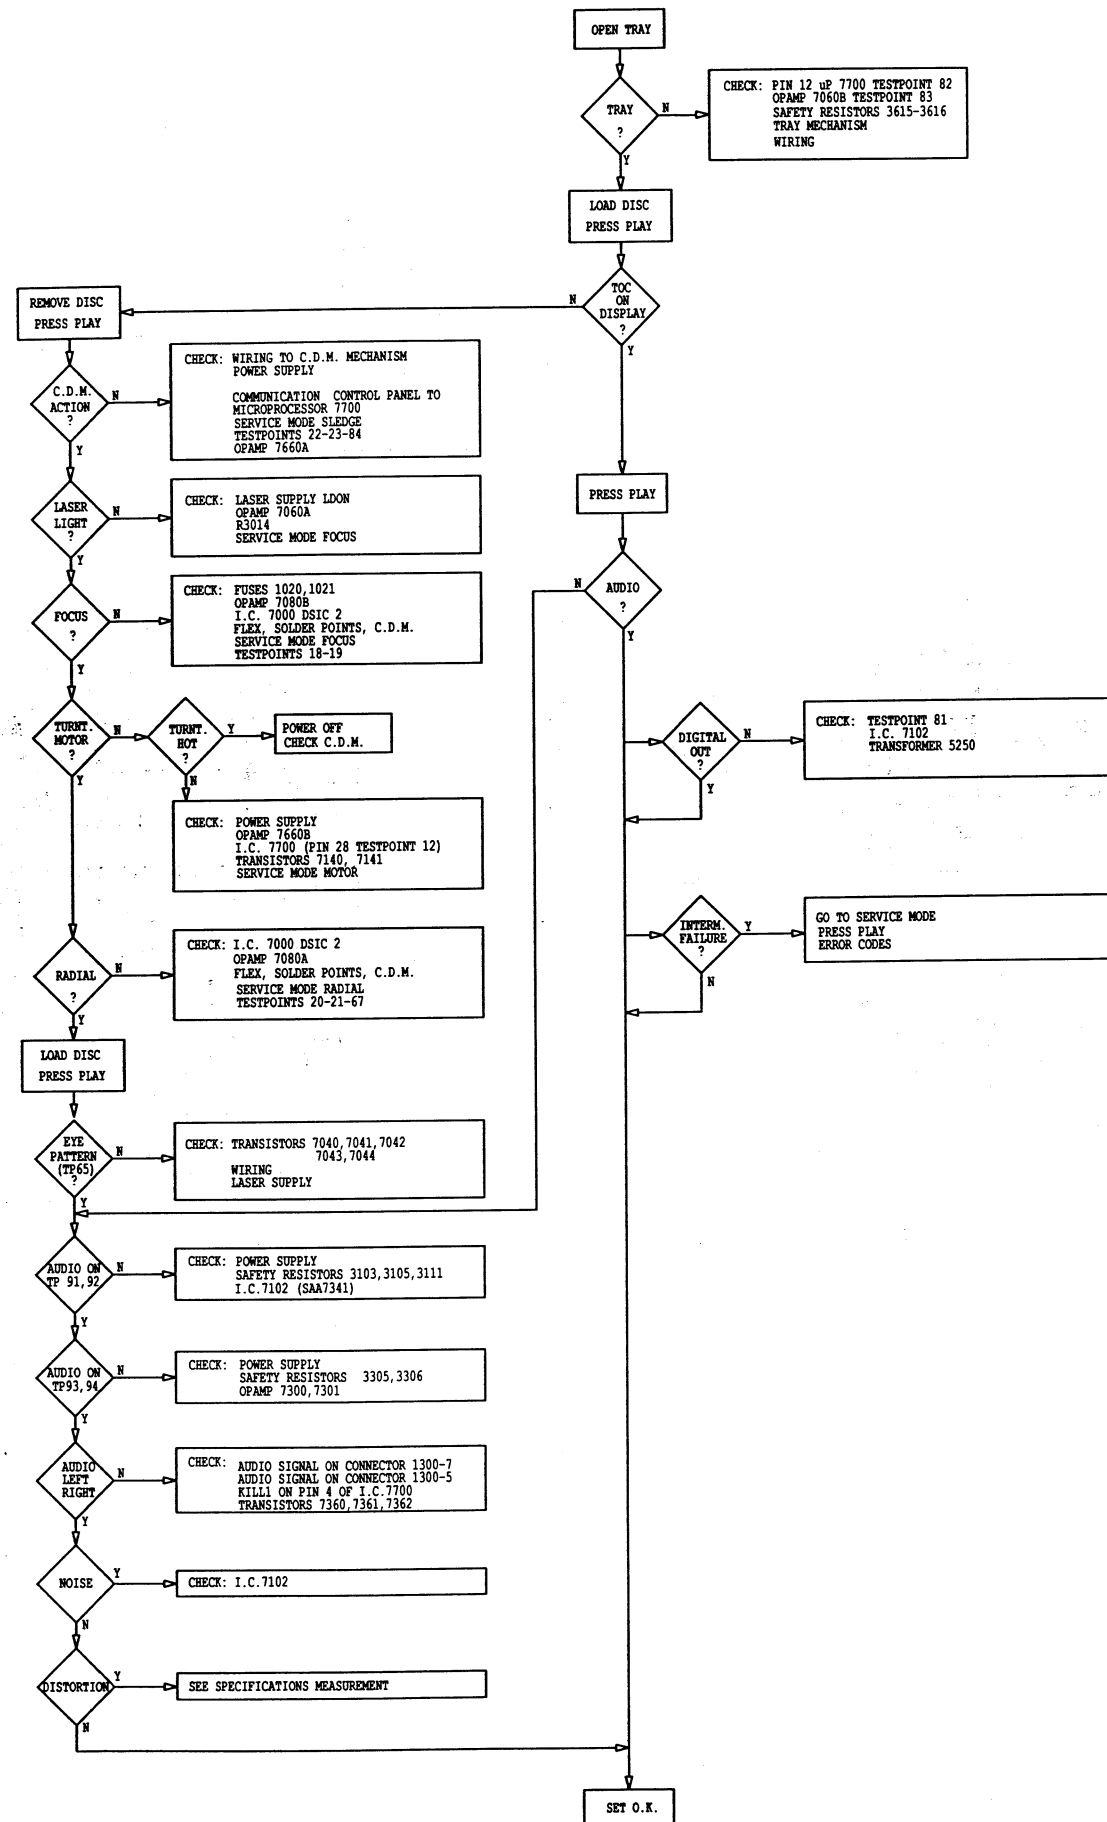 OPEN TRAY
TRAY
?
N
Y
CHECK: PIN 12 uP 7700 TESTPOINT 82
OPAMP 7060B TESTPOINT 83
SAFETY RESISTORS 3615-3616
TRAY MECHANISM
WIRING
LOAD DISC
PRESS PLAY
TOC
ON
DISPLAY
?
N
Y
REMOVE DISC
PRESS PLAY
C.D.M.
ACTION
?
N
Y
CHECK: WIRING TO C.D.M. MECHANISM
POWER SUPPLY
COMMUNICATION CONTROL PANEL TO
MICROPROCESSOR 7700
SERVICE MODE SLEDGE
TESTPOINTS 22-23-84
OPAMP 7660A
LASER
LIGHT
?
N
Y
CHECK: LASER SUPPLY LDON
OPAMP 7060A
R3014
SERVICE MODE FOCUS
FOCUS
?
N
Y
CHECK: FUSES 1020,1021
OPAMP 7080B
I.C. 7000 DSIC 2
FLEX, SOLDER POINTS, C.D.M.
SERVICE MODE FOCUS
TESTPOINTS 18-19
TURNT.
MOTOR
?
N
Y
TURNT.
HOT
?
Y
N
POWER OFF
CHECK C.D.M.
CHECK: POWER SUPPLY
OPAMP 7660B
I.C. 7700 (PIN 28 TESTPOINT 12)
TRANSISTORS 7140, 7141
SERVICE MODE MOTOR
RADIAL
?
N
Y
CHECK: I.C. 7000 DSIC 2
OPAMP 7080A
FLEX, SOLDER POINTS, C.D.M.
SERVICE MODE RADIAL
TESTPOINTS 20-21-67
LOAD DISC
PRESS PLAY
EYE
PATTERN
(TP65)
?
N
Y
CHECK: TRANSISTORS 7040,7041,7042
7043,7044
WIRING
LASER SUPPLY
AUDIO ON
TP 91,92
N
Y
CHECK: POWER SUPPLY
SAFETY RESISTORS 3103,3105,3111
I.C.7102 (SAA7341)
AUDIO ON
TP93,94
N
Y
CHECK: POWER SUPPLY
SAFETY RESISTORS 3305,3306
OPAMP 7300,7301
AUDIO
LEFT
RIGHT
N
Y
CHECK: AUDIO SIGNAL ON CONNECTOR 1300-7
AUDIO SIGNAL ON CONNECTOR 1300-5
KILL1 ON PIN 4 OF I.C.7700
TRANSISTORS 7360,7361,7362
NOISE
Y
N
CHECK: I.C.7102
DISTORTION
Y
N
SEE SPECIFICATIONS MEASUREMENT
PRESS PLAY
AUDIO
?
N
Y
DIGITAL
OUT
?
N
Y
CHECK: TESTPOINT 81
I.C. 7102
TRANSFORMER 5250
INTERM.
FAILURE
?
Y
N
GO TO SERVICE MODE
PRESS PLAY
ERROR CODES
SET O.K.